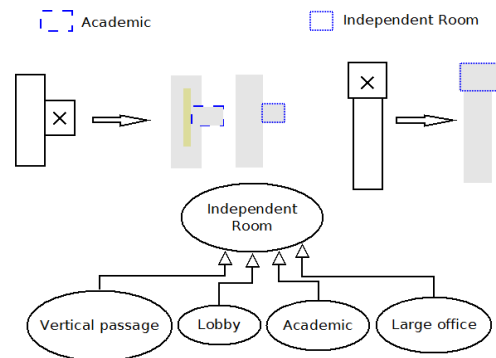 Academic
Independent Room
Independent
Room
Vertical passage
Lobby
Academic
Large office